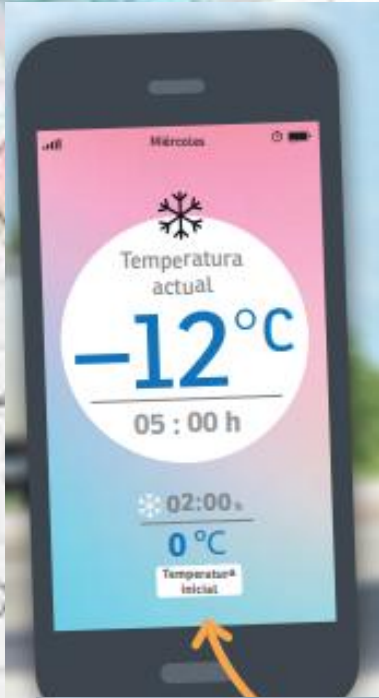 Miércoles
Temperatura
actual
−12°C
05 : 00 h
02:00
0 °C
Temperatura
inicial